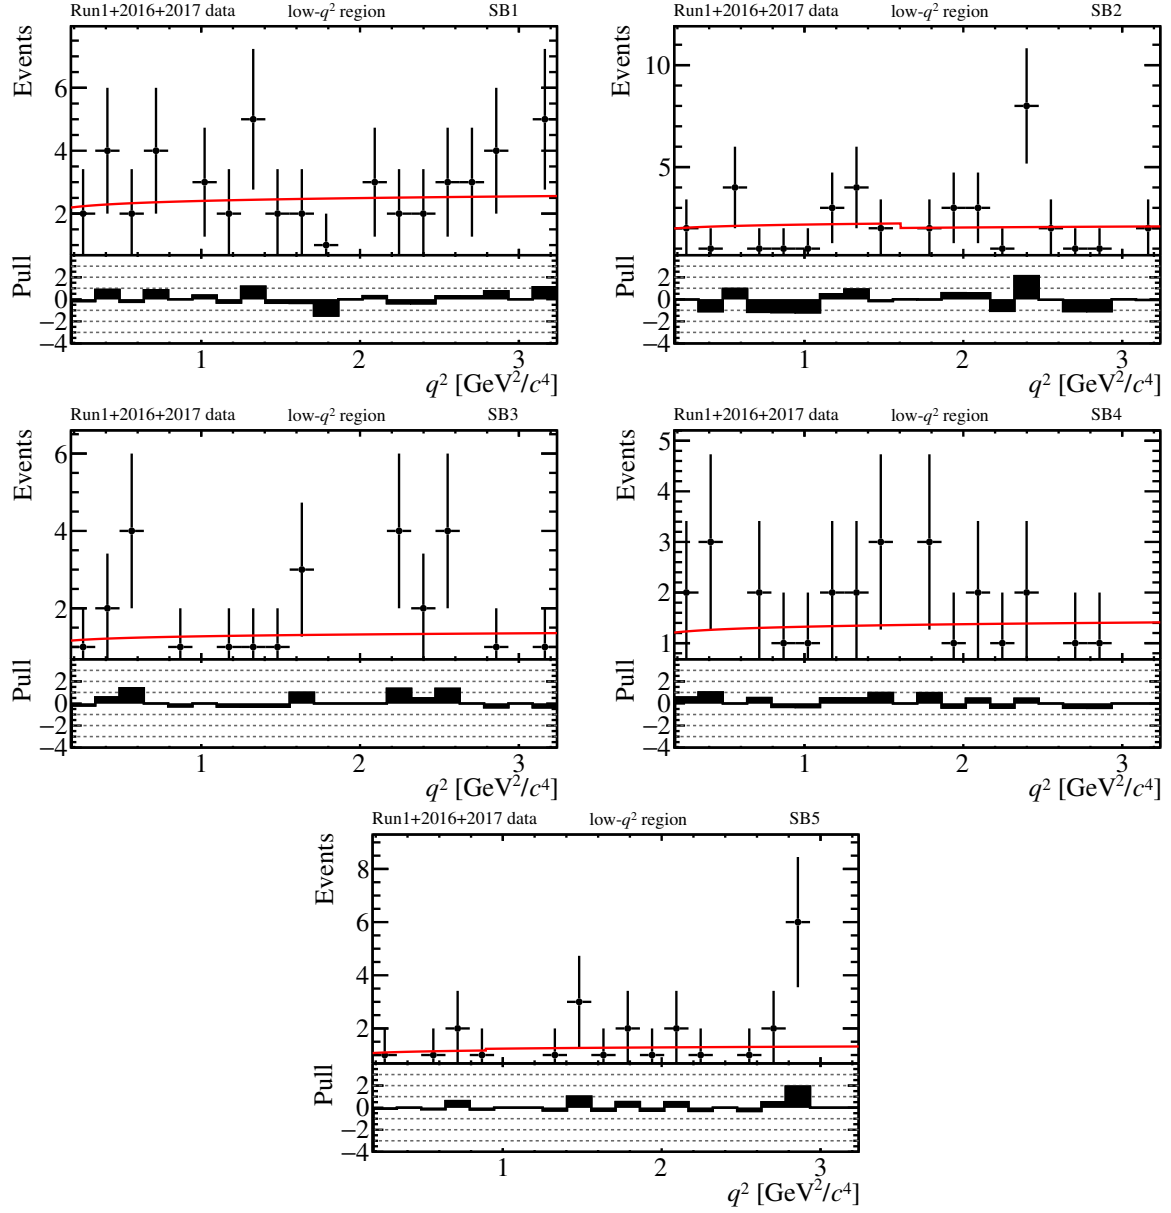 Run1+2016+2017 data low-q² region SB1
Events
6
4
2
Pull
2
0
−2
−4
1 2 3
q² [GeV²/c⁴]
Run1+2016+2017 data low-q² region SB2
Events
10
5
Pull
2
0
−2
−4
1 2 3
q² [GeV²/c⁴]
Run1+2016+2017 data low-q² region SB3
Events
6
4
2
Pull
2
0
−2
−4
1 2 3
q² [GeV²/c⁴]
Run1+2016+2017 data low-q² region SB4
Events
5
4
3
2
1
Pull
2
0
−2
−4
1 2 3
q² [GeV²/c⁴]
Run1+2016+2017 data low-q² region SB5
Events
8
6
4
2
Pull
2
0
−2
−4
1 2 3
q² [GeV²/c⁴]